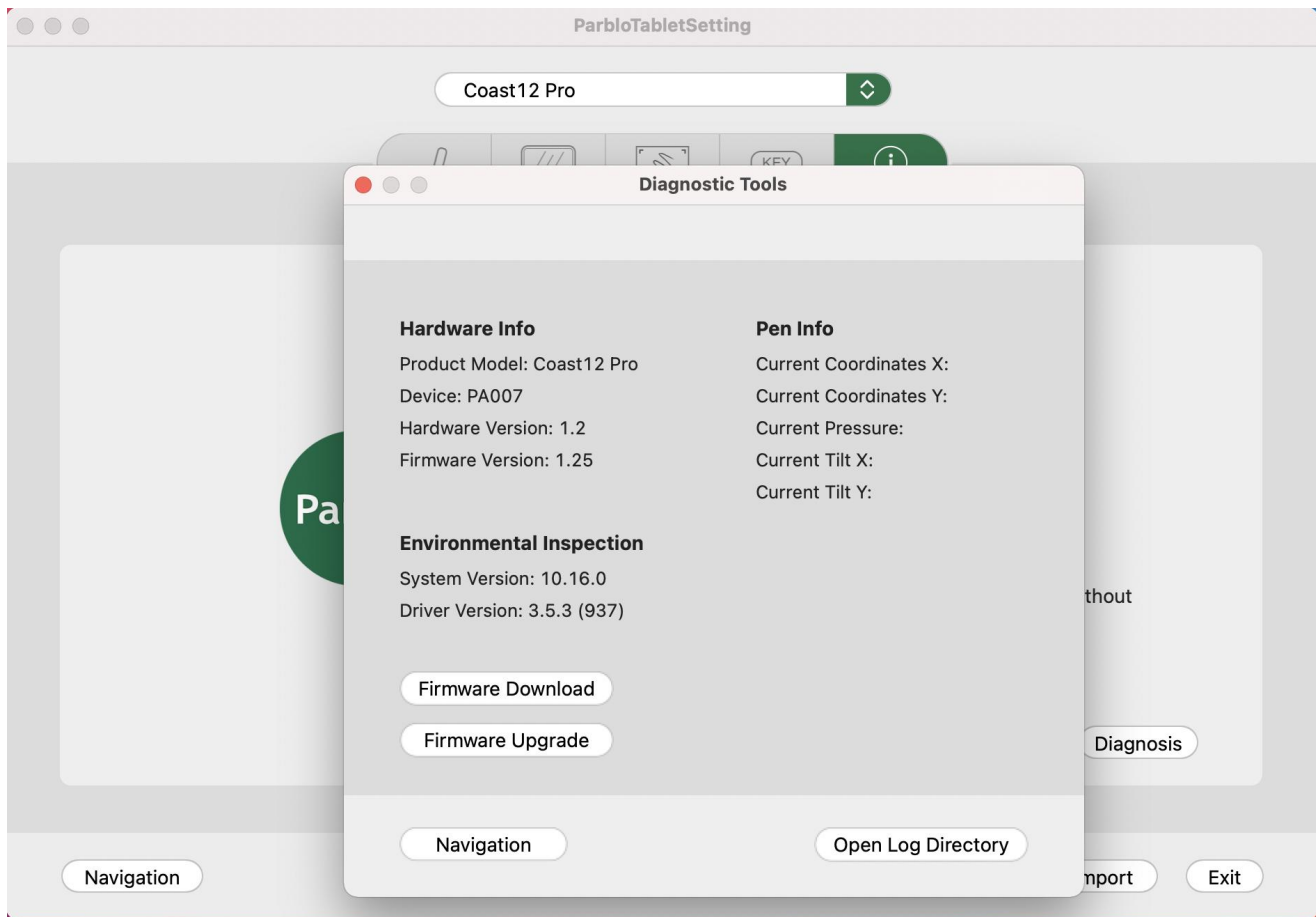 ParbloTabletSetting
Coast12 Pro
KEY
Diagnostic Tools
Hardware Info
Product Model: Coast12 Pro
Device: PA007
Hardware Version: 1.2
Firmware Version: 1.25
Pen Info
Current Coordinates X:
Current Coordinates Y:
Current Pressure:
Current Tilt X:
Current Tilt Y:
Pa
Environmental Inspection
System Version: 10.16.0
Driver Version: 3.5.3 (937)
thout
Firmware Download
Firmware Upgrade
Diagnosis
Navigation
Open Log Directory
Navigation
mport
Exit